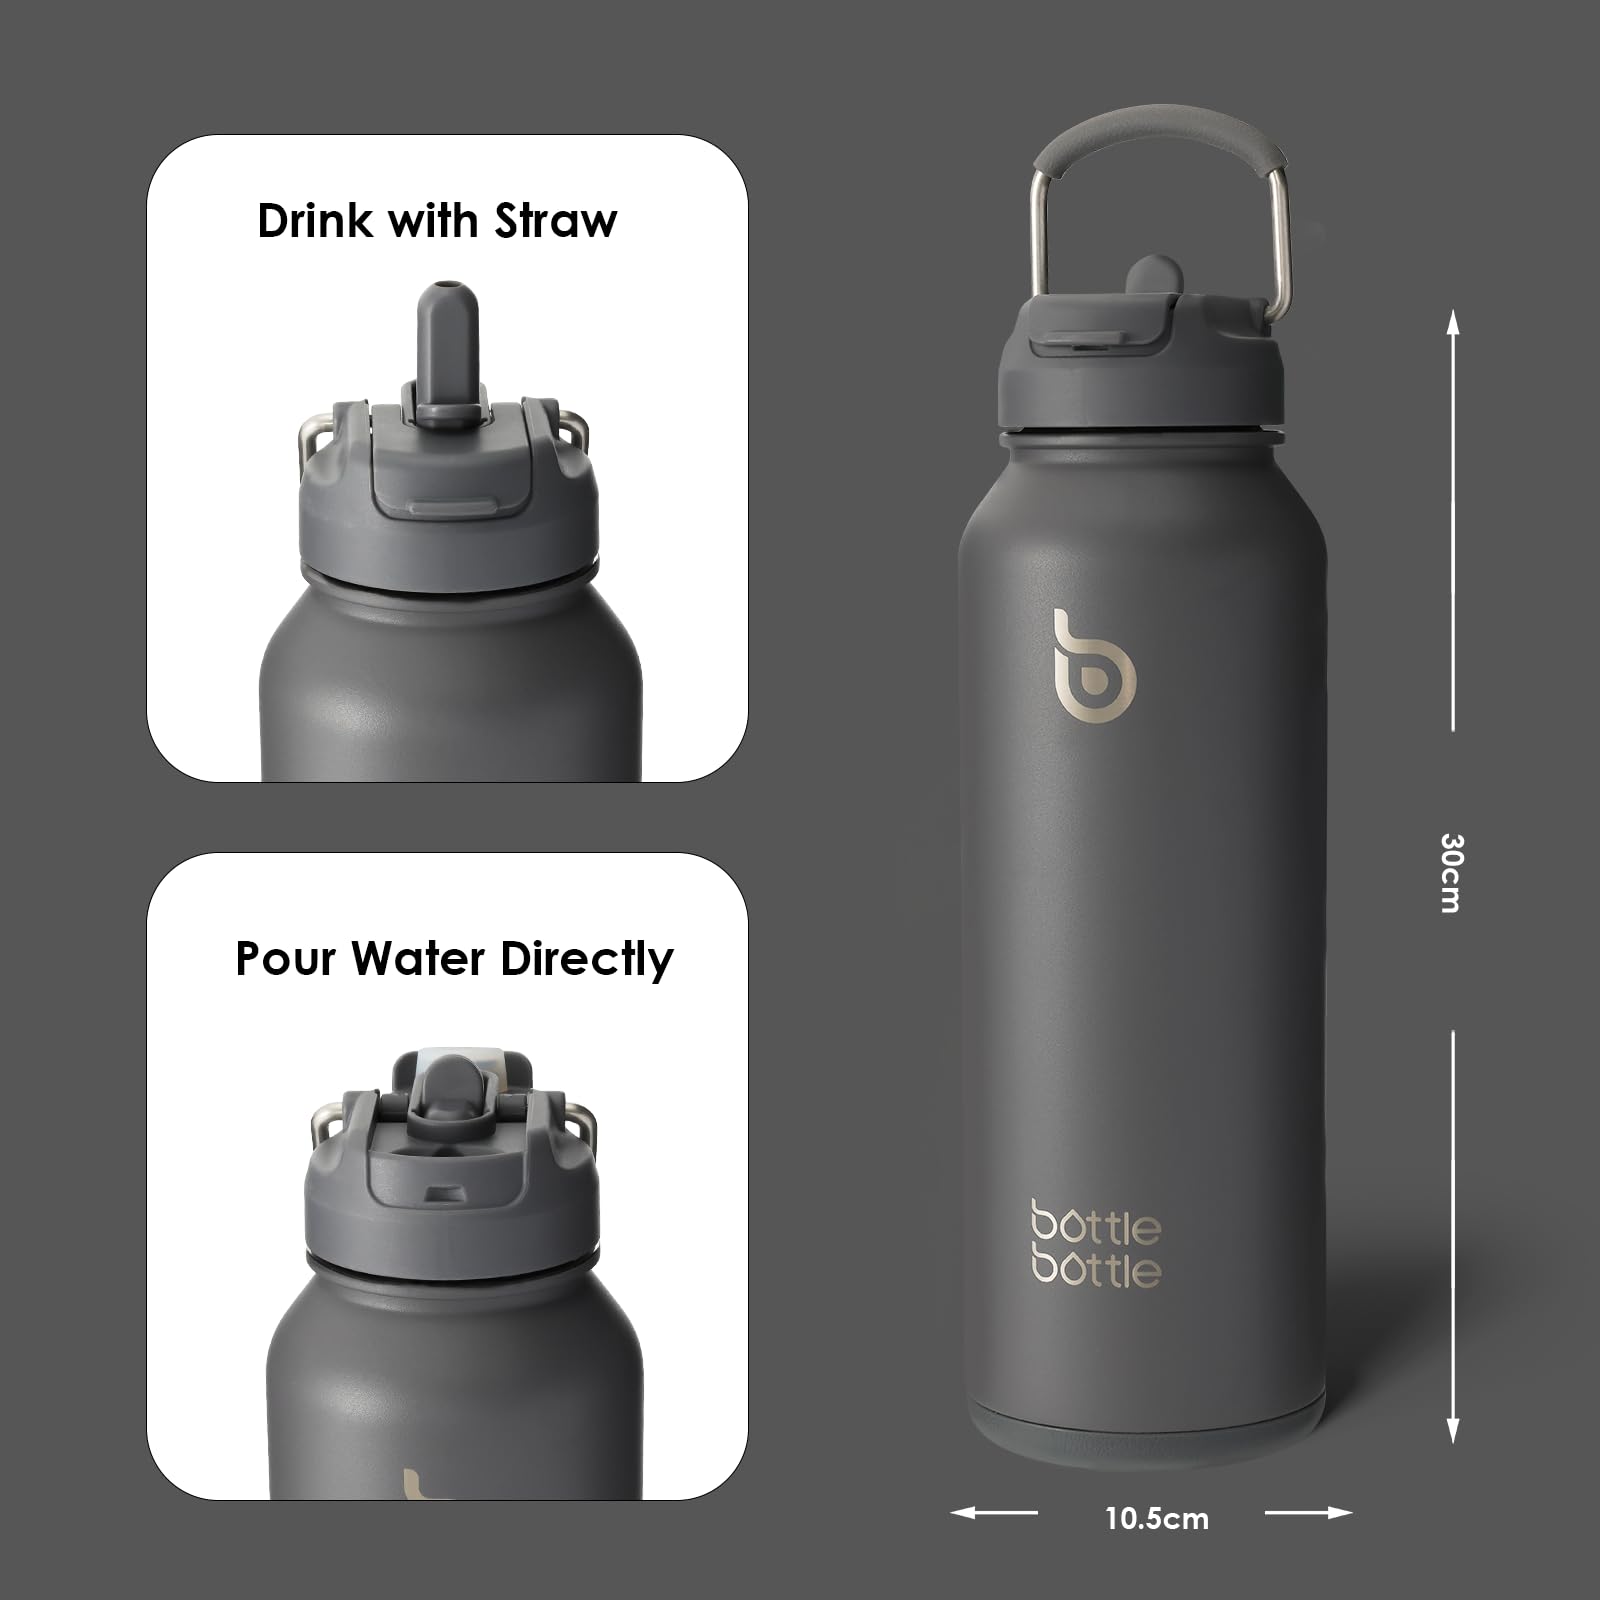 Drink with Straw
Pour Water Directly
bottle
bottle
30cm
10.5cm